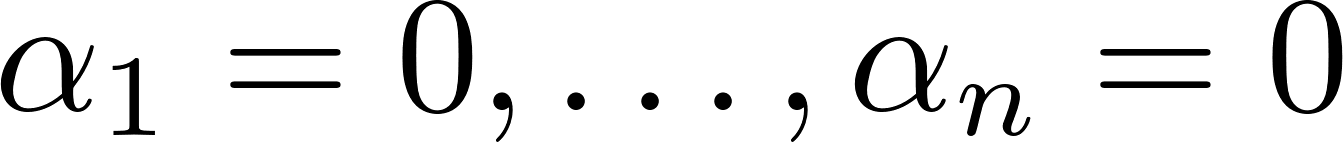 α₁ = 0, . . . , αₙ = 0